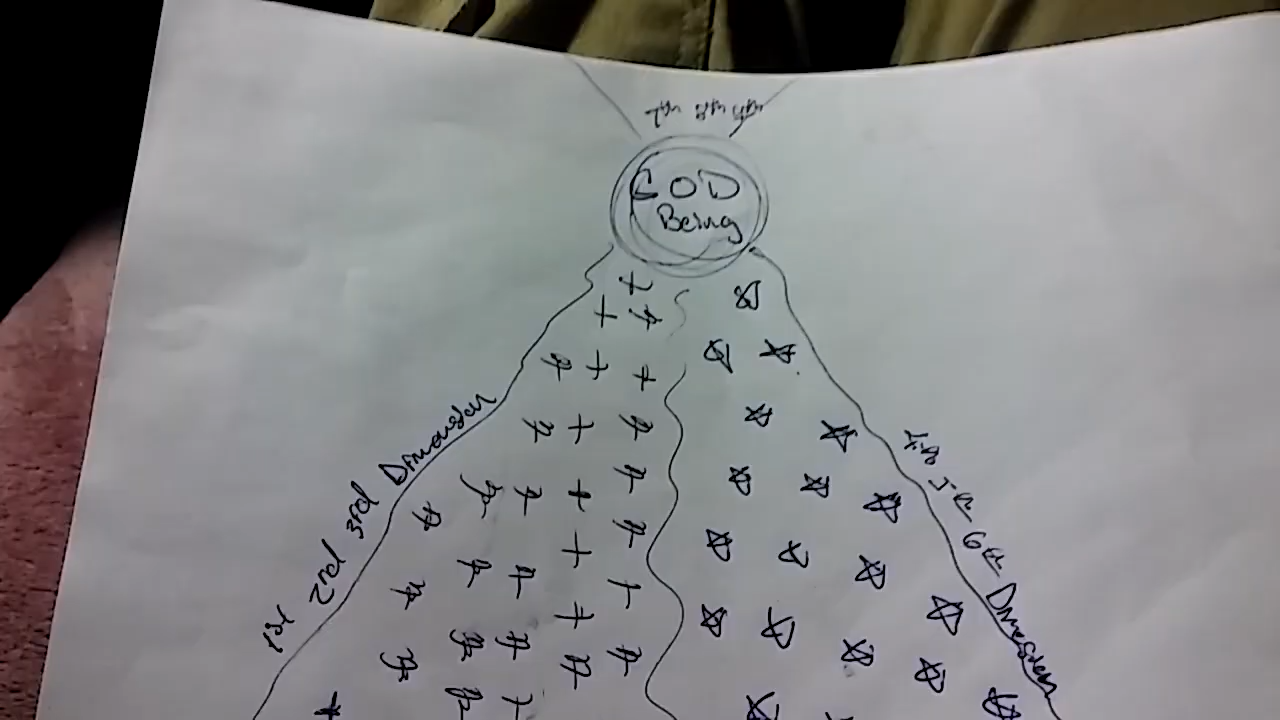 7th 8th 9th
GOD
Being
1st 2nd 3rd Dimension
4th 5th 6th Dimension